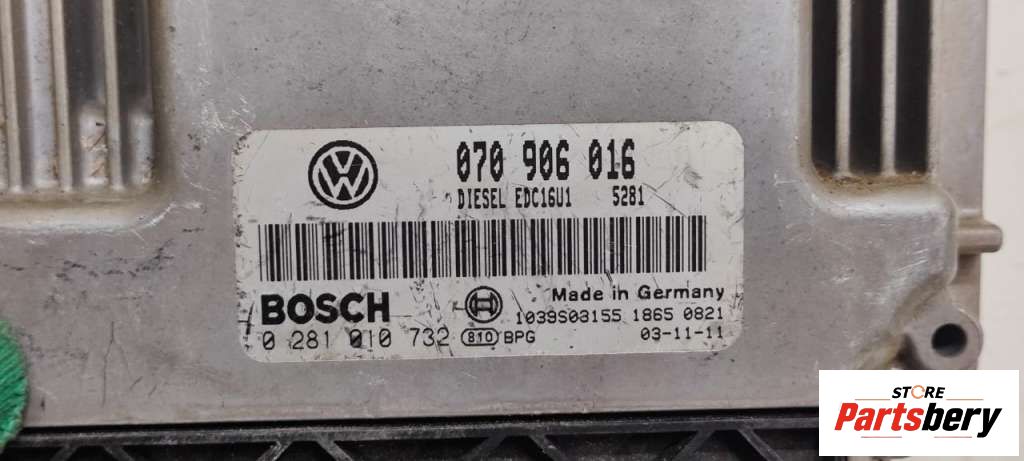 VW
070 906 016
DIESEL EDC16U1 5281
BOSCH
Made in Germany
1039S03155 1865 0821
0 281 010 732 810 BPG 03-11-11
STORE
Partsbery